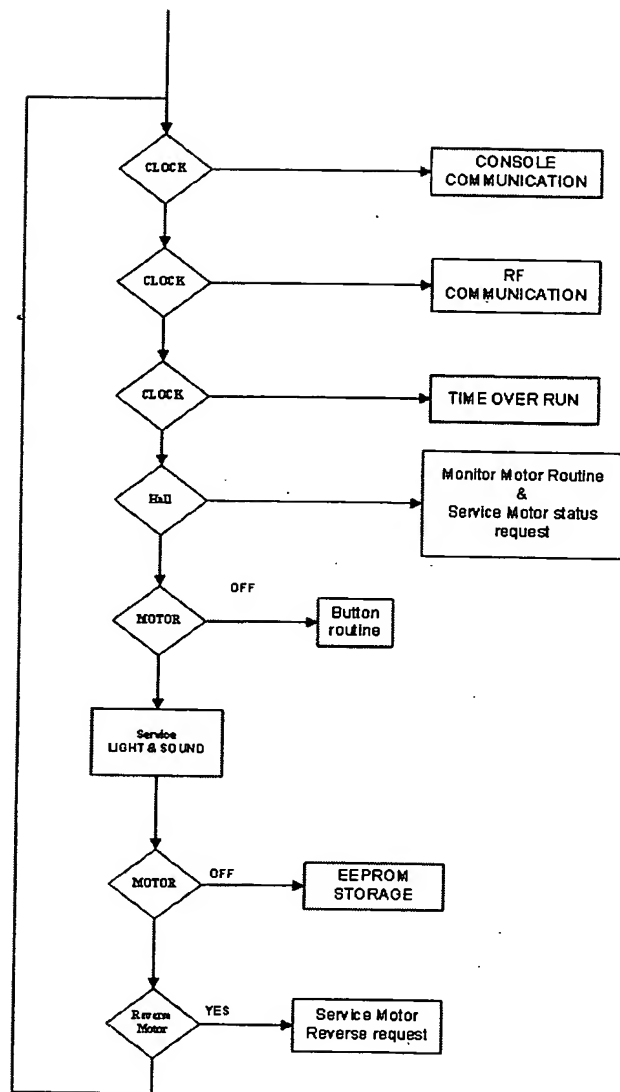 CLOCK
CONSOLE
COMMUNICATION
CLOCK
RF
COMMUNICATION
CLOCK
TIME OVER RUN
Hall
Monitor Motor Routine
&
Service Motor status
request
OFF
MOTOR
Button
routine
Service
LIGHT & SOUND
MOTOR
OFF
EEPROM
STORAGE
Reverse
Motor
YES
Service Motor
Reverse request